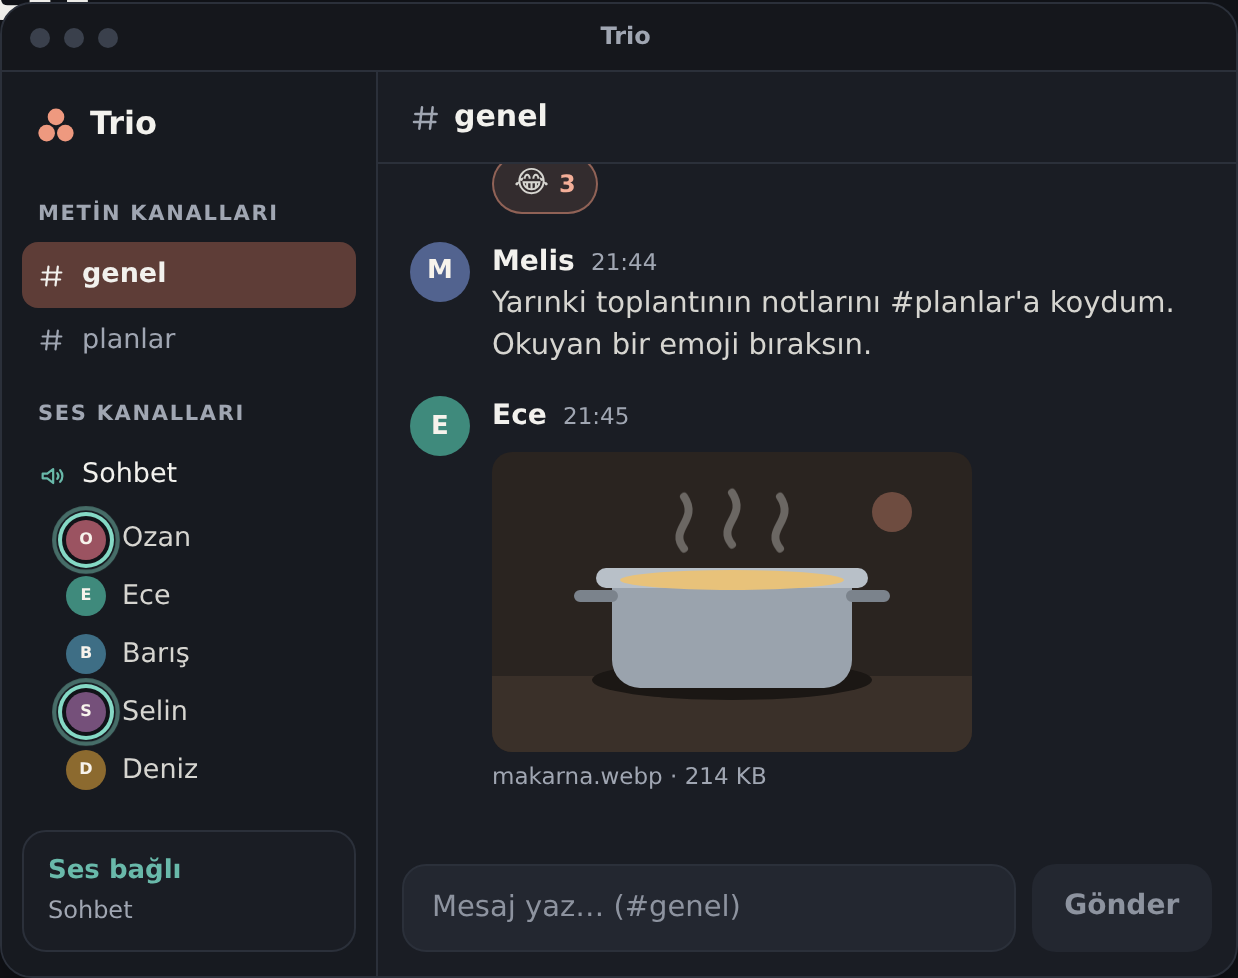 Trio
Trio
METİN KANALLARI
# genel
# planlar
SES KANALLARI
Sohbet
O Ozan
E Ece
B Barış
S Selin
D Deniz
Ses bağlı
Sohbet
# genel
😂 3
M
Melis 21:44
Yarınki toplantının notlarını #planlar'a koydum.
Okuyan bir emoji bıraksın.
E
Ece 21:45
makarna.webp · 214 KB
Mesaj yaz... (#genel)
Gönder